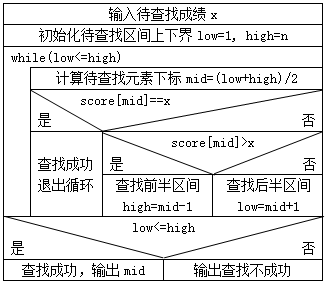 输入待查找成绩 x
初始化待查找区间上下界 low=1, high=n
while(low<=high)
计算待查找元素下标 mid=(low+high)/2
score[mid]==x
是
否
score[mid]>x
查找成功
退出循环
是
否
查找前半区间
high=mid-1
查找后半区间
low=mid+1
low<=high
是
否
查找成功, 输出 mid
输出查找不成功